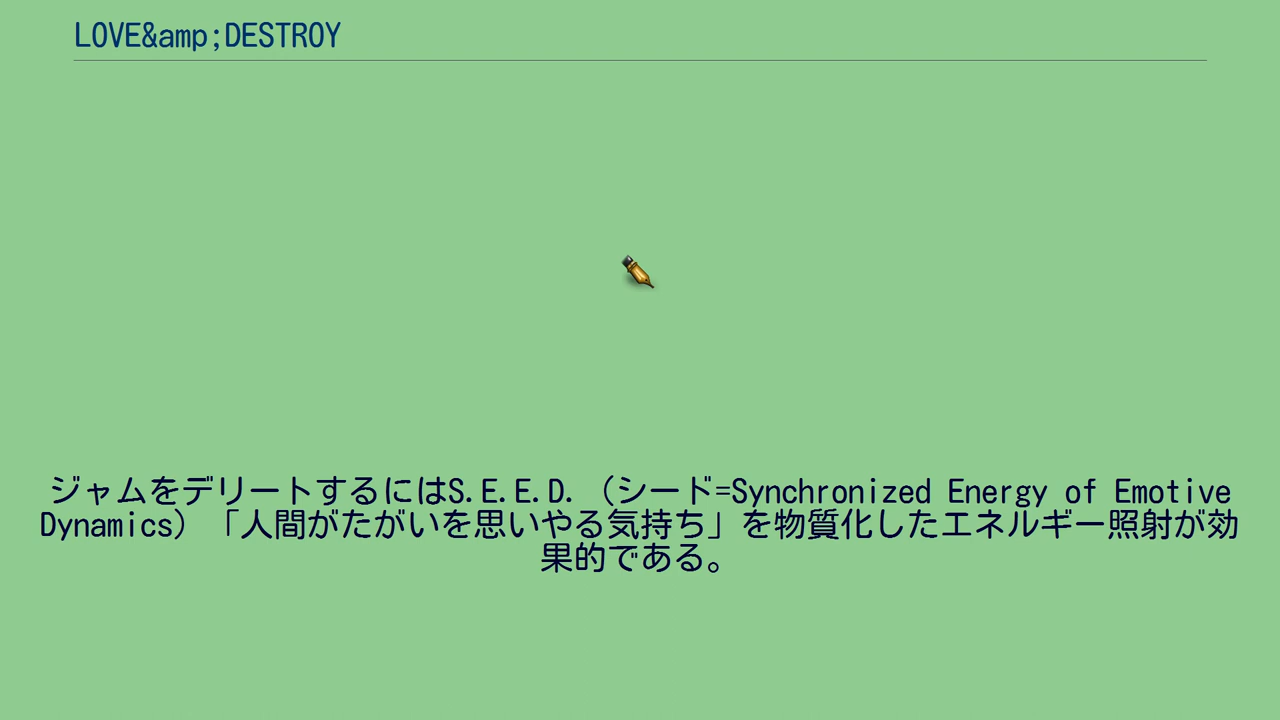 LOVE&amp;DESTROY
ジャムをデリートするにはS.E.E.D.（シード=Synchronized Energy of Emotive
Dynamics）「人間がたがいを思いやる気持ち」を物質化したエネルギー照射が効
果的である。